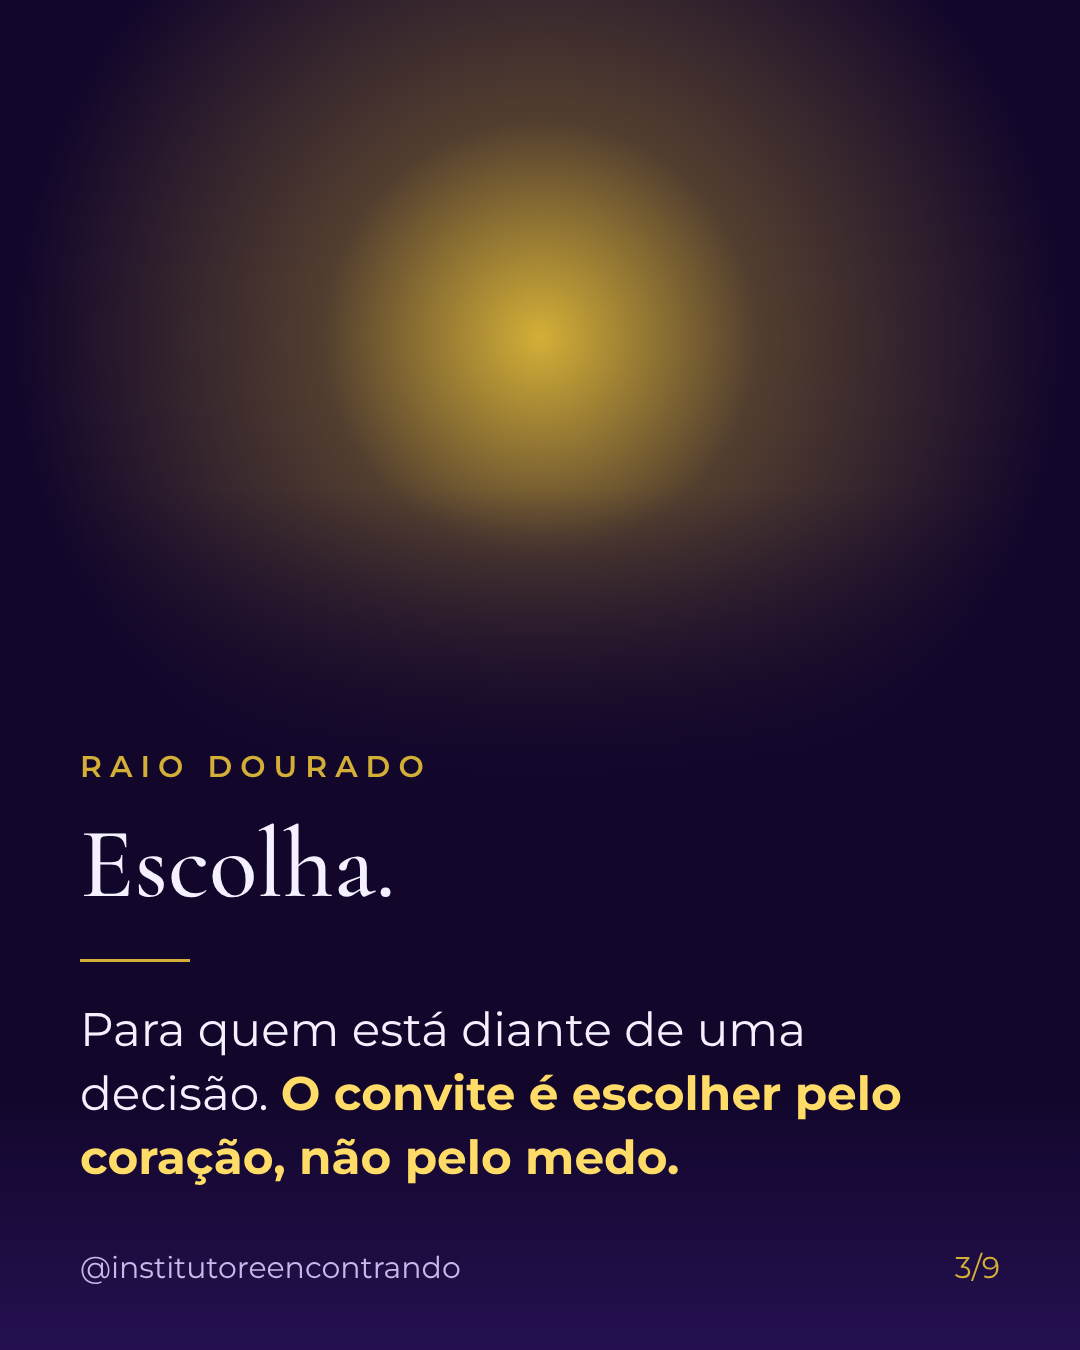 RAIO DOURADO
Escolha.
Para quem está diante de uma
decisão. O convite é escolher pelo
coração, não pelo medo.
@institutoreencontrando
3/9